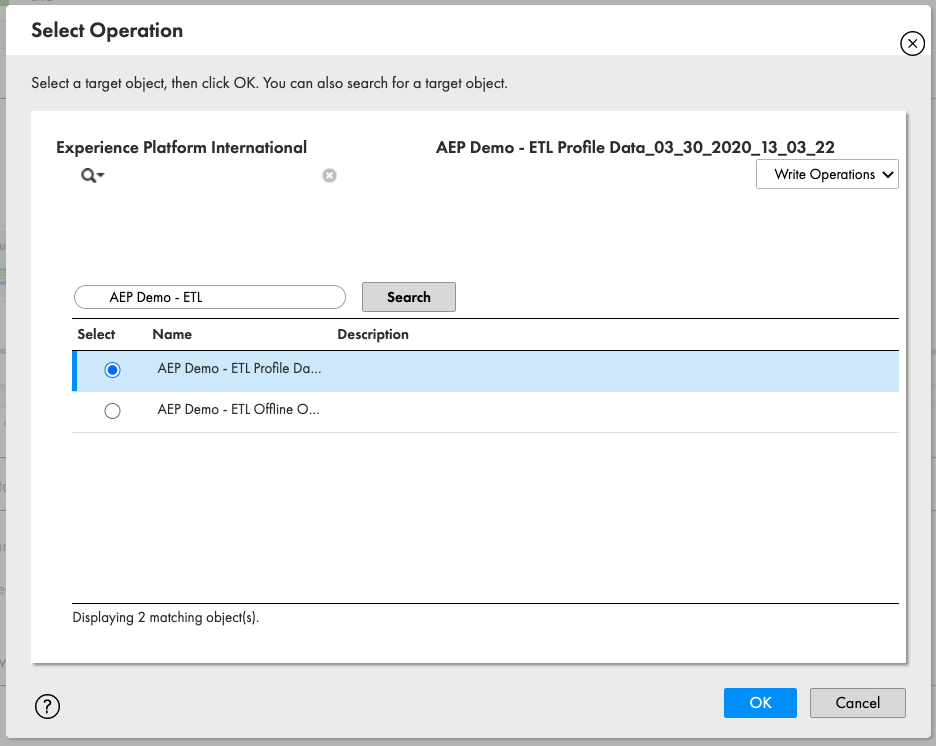 Select Operation
Select a target object, then click OK. You can also search for a target object.
Experience Platform International
AEP Demo - ETL Profile Data_03_30_2020_13_03_22
Write Operations
AEP Demo - ETL
Search
Select Name Description
AEP Demo - ETL Profile Da...
AEP Demo - ETL Offline O...
Displaying 2 matching object(s).
?
OK
Cancel